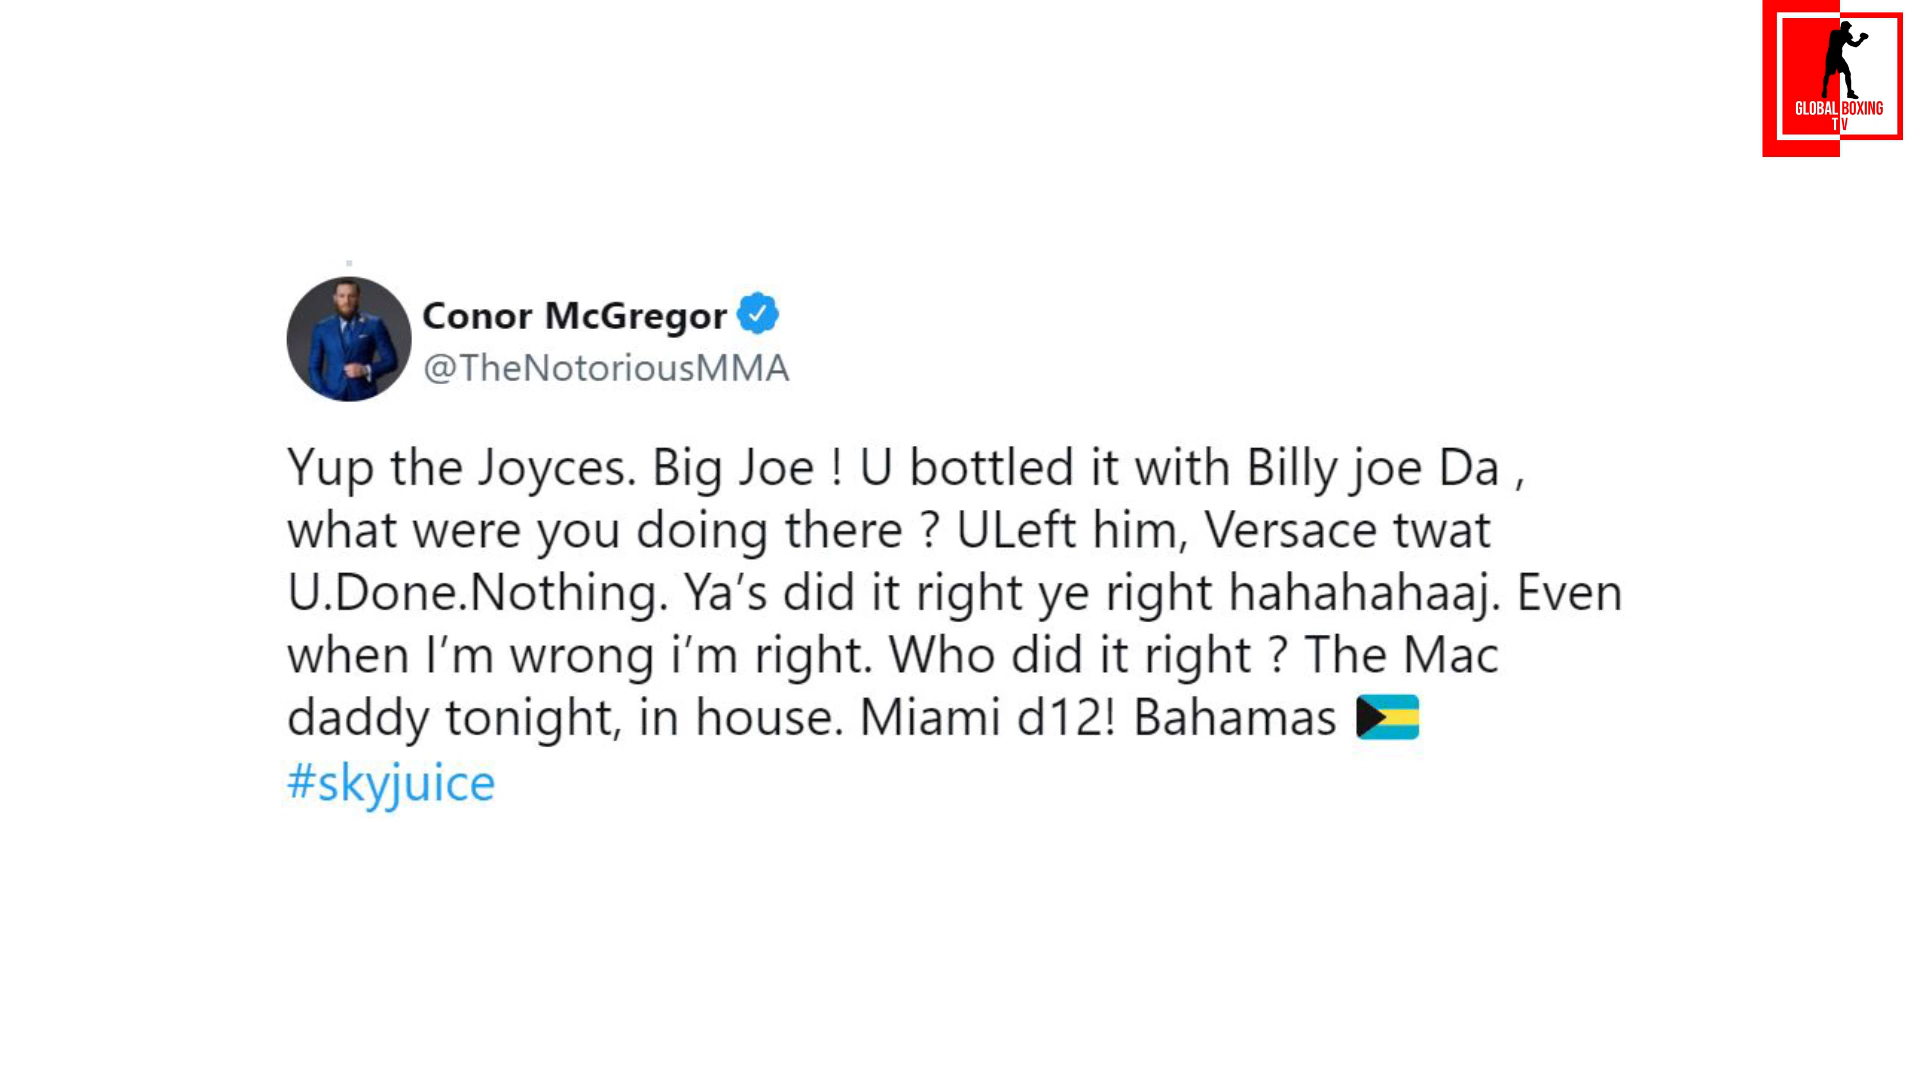 GLOBAL BOXING
TV
Conor McGregor
@TheNotoriousMMA
Yup the Joyces. Big Joe ! U bottled it with Billy joe Da ,
what were you doing there ? ULeft him, Versace twat
U.Done.Nothing. Ya’s did it right ye right hahahahaaj. Even
when I’m wrong i’m right. Who did it right ? The Mac
daddy tonight, in house. Miami d12! Bahamas 🇧🇸
#skyjuice